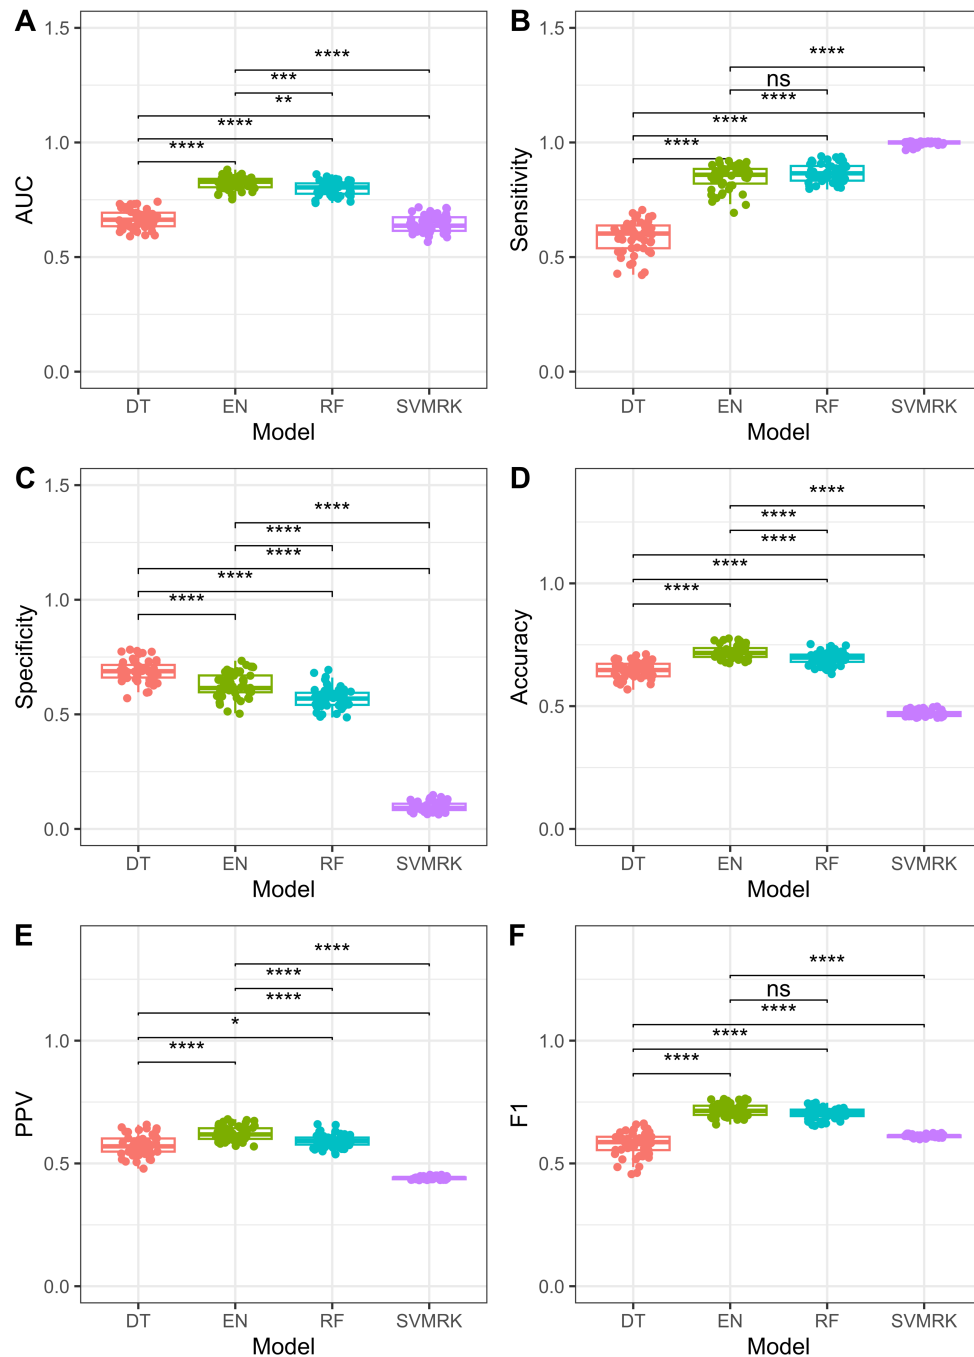 A
1.5
****
***
**
****
****
1.0
AUC
0.5
0.0
DT EN RF SVMRK
Model
B
1.5
****
ns
****
****
****
1.0
Sensitivity
0.5
0.0
DT EN RF SVMRK
Model
C
1.5
****
****
****
****
****
1.0
Specificity
0.5
0.0
DT EN RF SVMRK
Model
D
****
****
****
****
****
1.0
Accuracy
0.5
0.0
DT EN RF SVMRK
Model
E
****
****
****
*
****
1.0
PPV
0.5
0.0
DT EN RF SVMRK
Model
F
****
ns
****
****
****
1.0
F1
0.5
0.0
DT EN RF SVMRK
Model